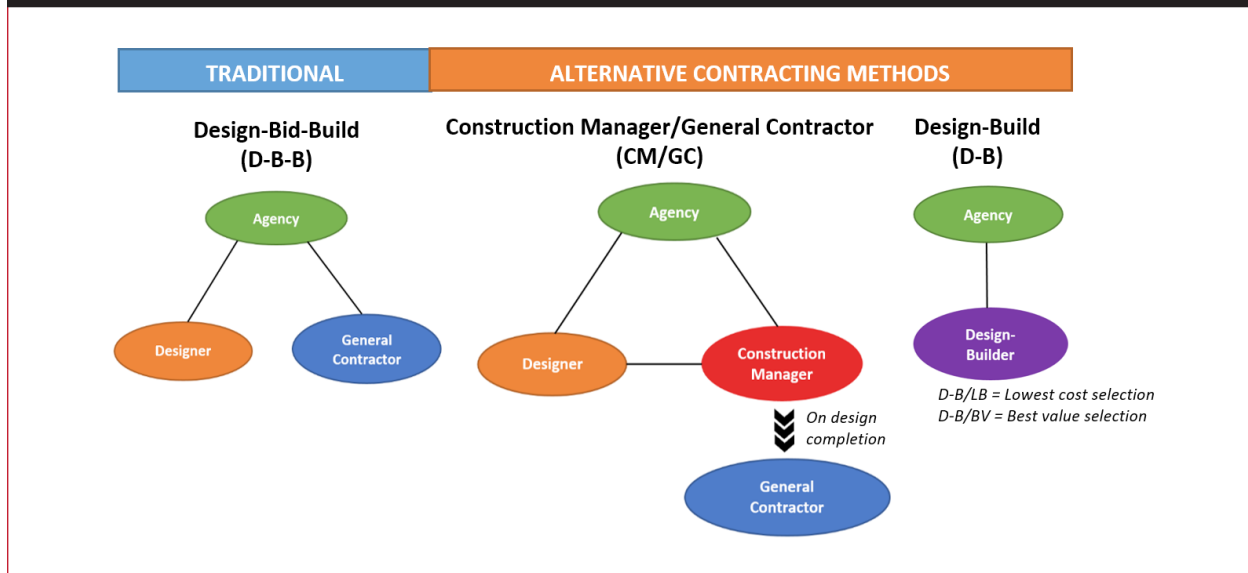 TRADITIONAL
ALTERNATIVE CONTRACTING METHODS
Design-Bid-Build
(D-B-B)
Agency
Designer
General
Contractor
Construction Manager/General Contractor
(CM/GC)
Agency
Designer
Construction
Manager
On design
completion
General
Contractor
Design-Build
(D-B)
Agency
Design-
Builder
D-B/LB = Lowest cost selection
D-B/BV = Best value selection